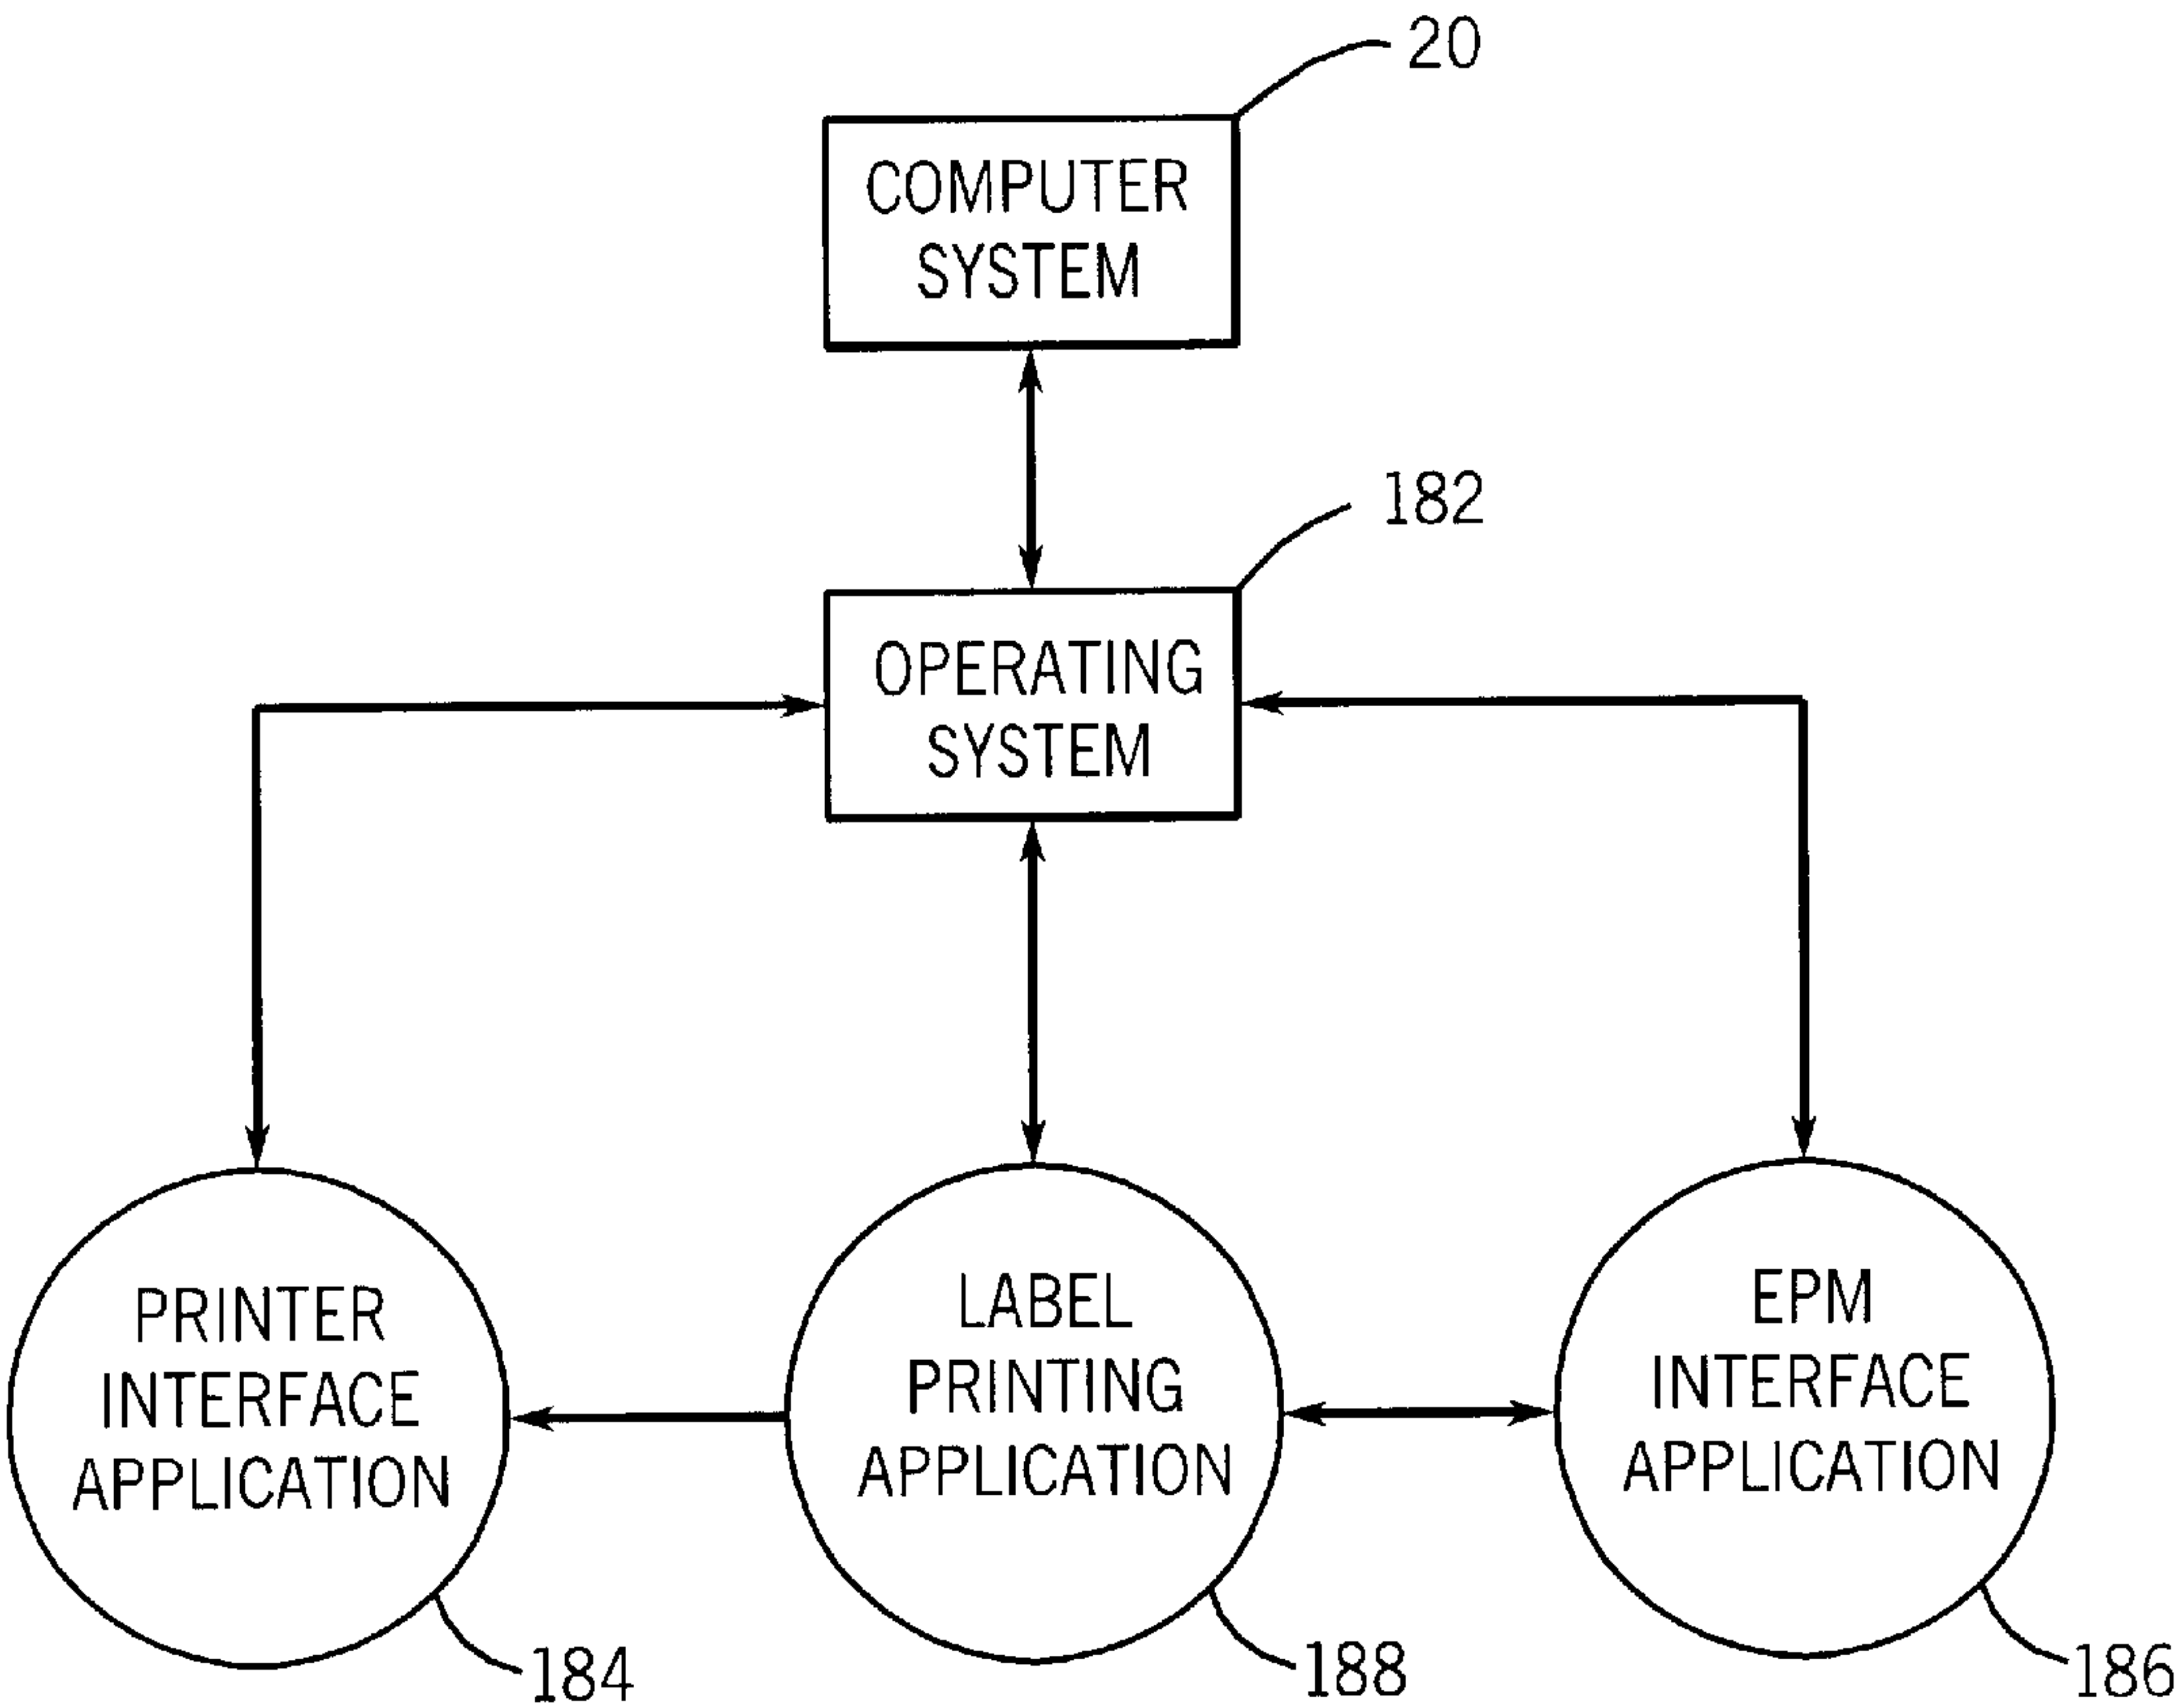 20
COMPUTER
SYSTEM
182
OPERATING
SYSTEM
PRINTER
INTERFACE
APPLICATION
184
LABEL
PRINTING
APPLICATION
188
EPM
INTERFACE
APPLICATION
186